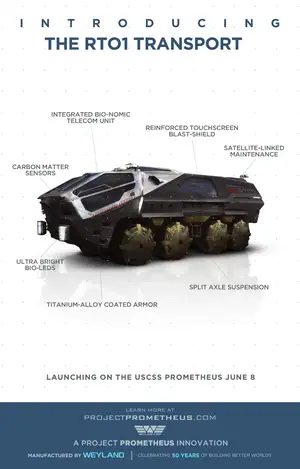 INTRODUCING
THE RT01 TRANSPORT
INTEGRATED BIO-NOMIC
TELECOM UNIT
REINFORCED TOUCHSCREEN
BLAST-SHIELD
SATELLITE-LINKED
MAINTENANCE
CARBON MATTER
SENSORS
ULTRA BRIGHT
BIO-LEDS
SPLIT AXLE SUSPENSION
TITANIUM-ALLOY COATED ARMOR
LAUNCHING ON THE USCSS PROMETHEUS JUNE 8
LEARN MORE AT
PROJECTPROMETHEUS.COM
A PROJECT PROMETHEUS INNOVATION
MANUFACTURED BY WEYLAND | CELEBRATING 50 YEARS OF BUILDING BETTER WORLDS